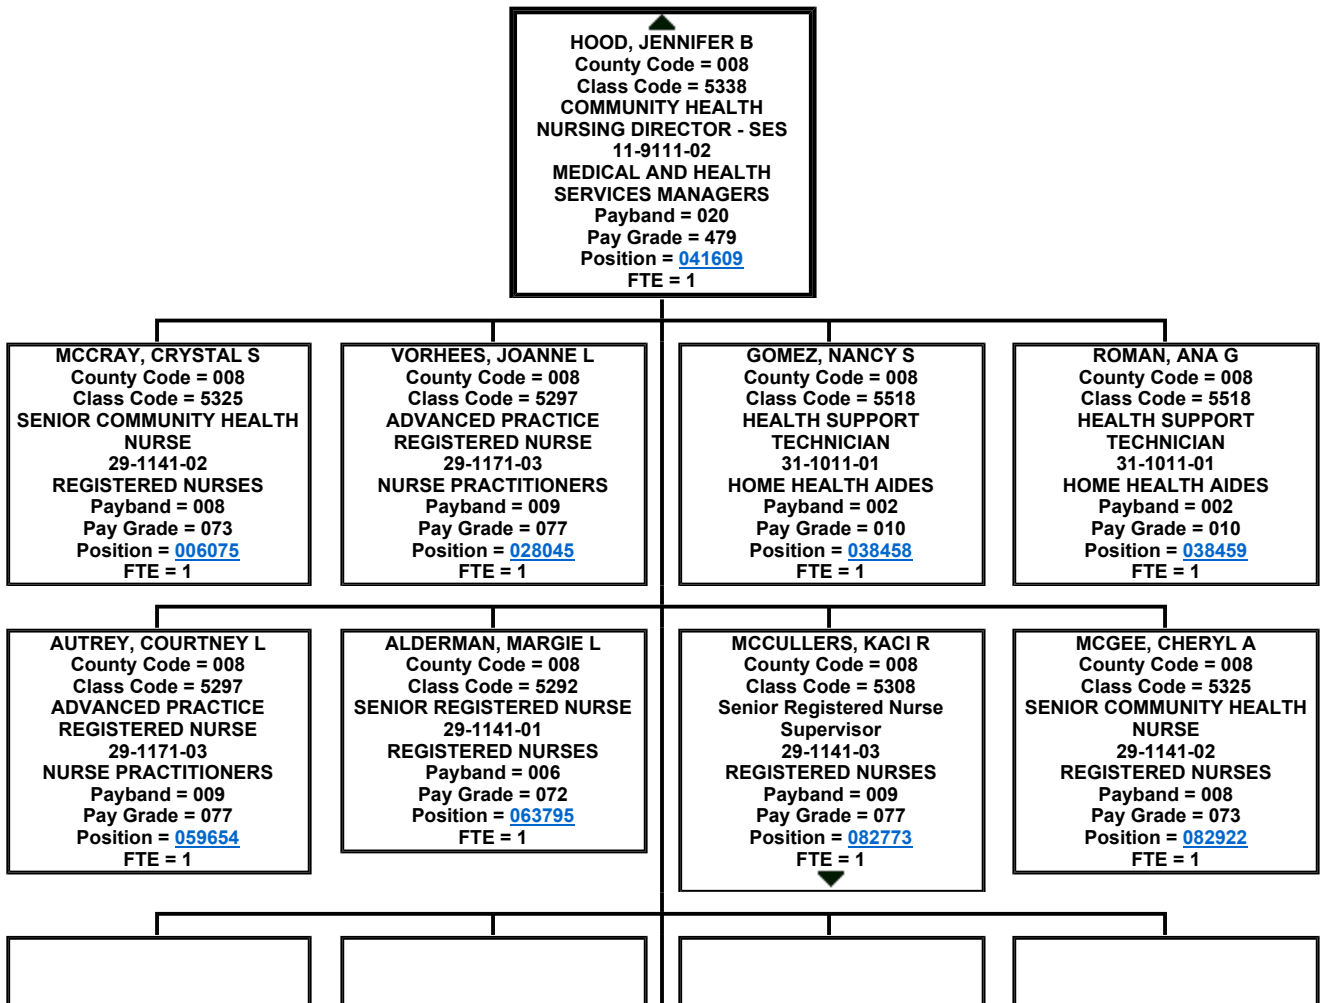 HOOD, JENNIFER B
County Code = 008
Class Code = 5338
COMMUNITY HEALTH
NURSING DIRECTOR - SES
11-9111-02
MEDICAL AND HEALTH
SERVICES MANAGERS
Payband = 020
Pay Grade = 479
Position = 041609
FTE = 1
MCCRAY, CRYSTAL S
County Code = 008
Class Code = 5325
SENIOR COMMUNITY HEALTH
NURSE
29-1141-02
REGISTERED NURSES
Payband = 008
Pay Grade = 073
Position = 006075
FTE = 1
VORHEES, JOANNE L
County Code = 008
Class Code = 5297
ADVANCED PRACTICE
REGISTERED NURSE
29-1171-03
NURSE PRACTITIONERS
Payband = 009
Pay Grade = 077
Position = 028045
FTE = 1
GOMEZ, NANCY S
County Code = 008
Class Code = 5518
HEALTH SUPPORT
TECHNICIAN
31-1011-01
HOME HEALTH AIDES
Payband = 002
Pay Grade = 010
Position = 038458
FTE = 1
ROMAN, ANA G
County Code = 008
Class Code = 5518
HEALTH SUPPORT
TECHNICIAN
31-1011-01
HOME HEALTH AIDES
Payband = 002
Pay Grade = 010
Position = 038459
FTE = 1
AUTREY, COURTNEY L
County Code = 008
Class Code = 5297
ADVANCED PRACTICE
REGISTERED NURSE
29-1171-03
NURSE PRACTITIONERS
Payband = 009
Pay Grade = 077
Position = 059654
FTE = 1
ALDERMAN, MARGIE L
County Code = 008
Class Code = 5292
SENIOR REGISTERED NURSE
29-1141-01
REGISTERED NURSES
Payband = 006
Pay Grade = 072
Position = 063795
FTE = 1
MCCULLERS, KACI R
County Code = 008
Class Code = 5308
Senior Registered Nurse
Supervisor
29-1141-03
REGISTERED NURSES
Payband = 009
Pay Grade = 077
Position = 082773
FTE = 1
MCGEE, CHERYL A
County Code = 008
Class Code = 5325
SENIOR COMMUNITY HEALTH
NURSE
29-1141-02
REGISTERED NURSES
Payband = 008
Pay Grade = 073
Position = 082922
FTE = 1